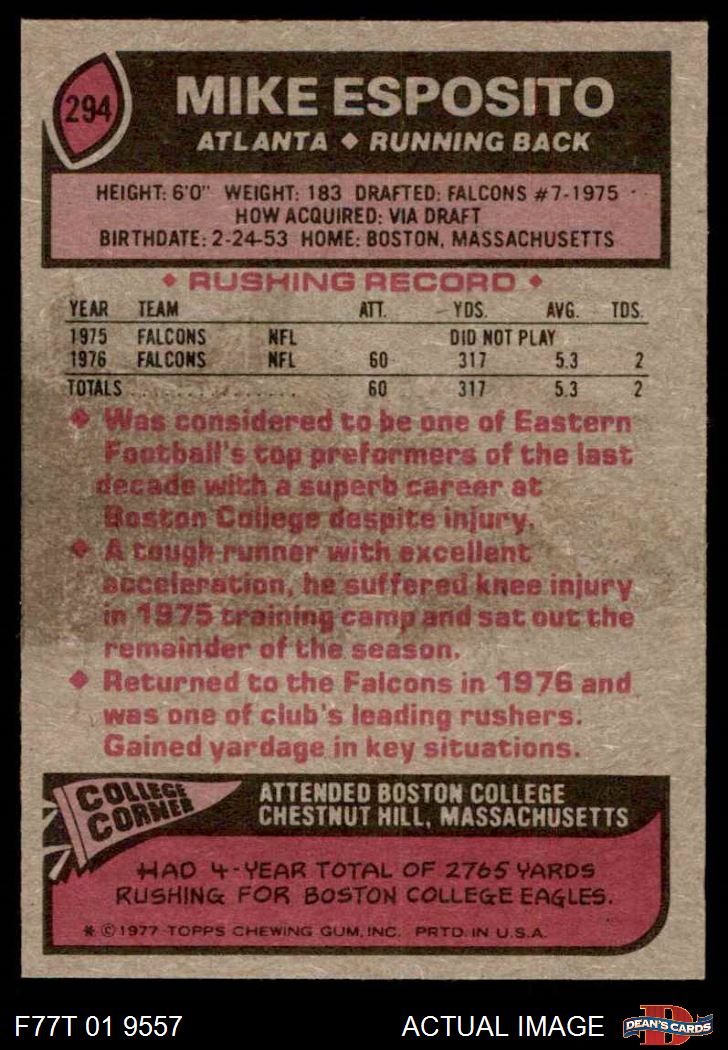 294
MIKE ESPOSITO
ATLANTA ◆ RUNNING BACK
HEIGHT: 6'0" WEIGHT: 183 DRAFTED: FALCONS #7-1975
HOW ACQUIRED: VIA DRAFT
BIRTHDATE: 2-24-53 HOME: BOSTON, MASSACHUSETTS
◆ RUSHING RECORD ◆
YEAR TEAM ATT. YDS. AVG. TDS.
1975 FALCONS NFL DID NOT PLAY
1976 FALCONS NFL 60 317 5.3 2
TOTALS.................... 60 317 5.3 2
◆ Was considered to be one of Eastern
Football's top preformers of the last
decade with a superb career at
Boston College despite injury.
◆ A tough runner with excellent
acceleration, he suffered knee injury
in 1975 training camp and sat out the
remainder of the season.
◆ Returned to the Falcons in 1976 and
was one of club's leading rushers.
Gained yardage in key situations.
COLLEGE
CORNER
ATTENDED BOSTON COLLEGE
CHESTNUT HILL, MASSACHUSETTS
HAD 4-YEAR TOTAL OF 2765 YARDS
RUSHING FOR BOSTON COLLEGE EAGLES.
* © 1977 TOPPS CHEWING GUM, INC. PRTD. IN U.S.A.
F77T 01 9557 ACTUAL IMAGE
D
DEAN'S CARDS